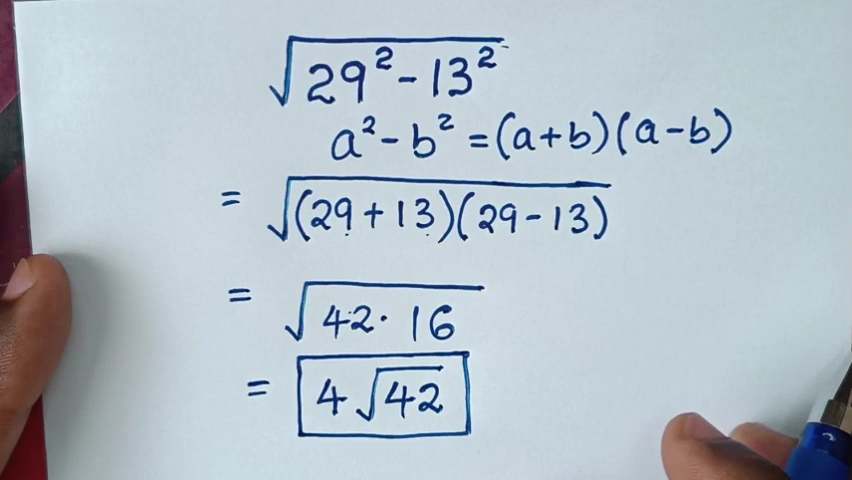 √29² - 13²
a² - b² = (a + b)(a - b)
= √(29 + 13)(29 - 13)
= √42 · 16
= 4√42